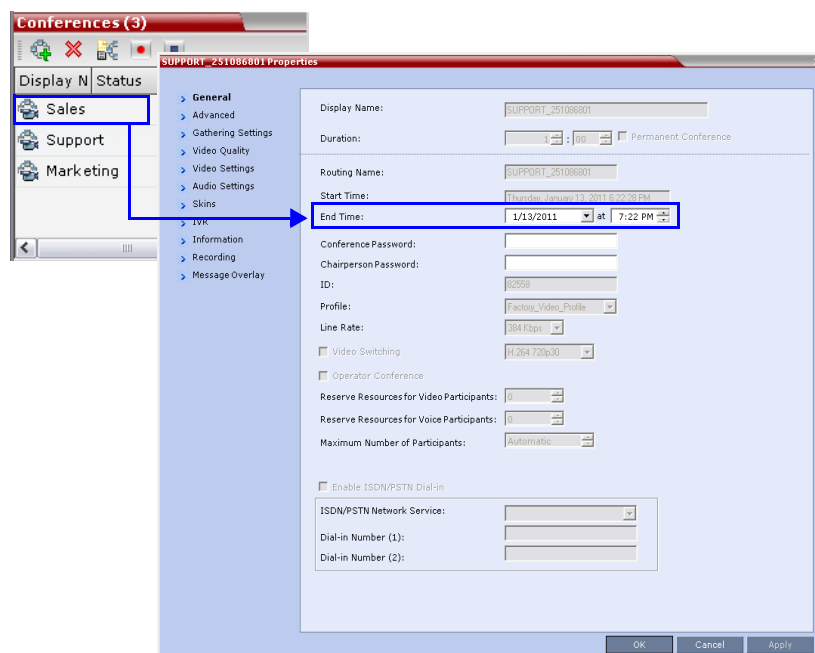 Conferences (3)
Display N Status
Sales
Support
Marketing
SUPPORT_251086801 Properties
General
Advanced
Gathering Settings
Video Quality
Video Settings
Audio Settings
Skins
IVR
Information
Recording
Message Overlay
Display Name: SUPPORT_251086801
Duration: 1 : 00 Permanent Conference
Routing Name: SUPPORT_251086801
Start Time: Thursday, January 13, 2011 6:22:28 PM
End Time: 1/13/2011 at 7:22 PM
Conference Password:
Chairperson Password:
ID: 82558
Profile: Factory_Video_Profile
Line Rate: 384 Kbps
Video Switching H.264 720p30
Operator Conference
Reserve Resources for Video Participants: 0
Reserve Resources for Voice Participants: 0
Maximum Number of Participants: Automatic
Enable ISDN/PSTN Dial-in
ISDN/PSTN Network Service:
Dial-in Number (1):
Dial-in Number (2):
OK Cancel Apply